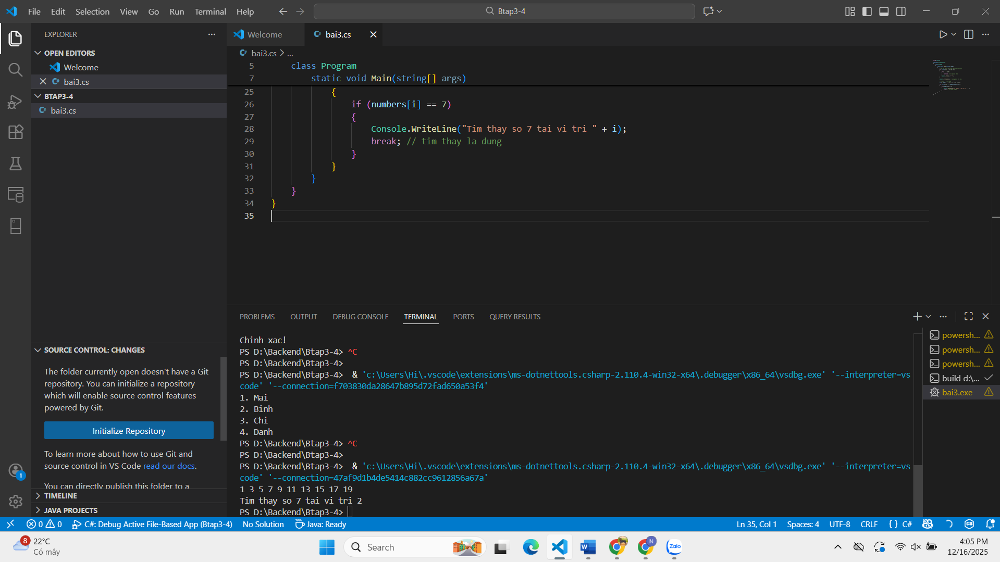 File Edit Selection View Go Run Terminal Help
Btap3-4
EXPLORER
OPEN EDITORS
Welcome
bai3.cs
BTAP3-4
bai3.cs
SOURCE CONTROL: CHANGES
The folder currently open doesn't have a Git
repository. You can initialize a repository
which will enable source control features
powered by Git.
Initialize Repository
To learn more about how to use Git and
source control in VS Code read our docs.
You can directly publish this folder to a
TIMELINE
JAVA PROJECTS
Welcome
bai3.cs
bai3.cs > ...
5 class Program
7 static void Main(string[] args)
25 {
26 if (numbers[i] == 7)
27 {
28 Console.WriteLine("Tim thay so 7 tai vi tri " + i);
29 break; // tim thay la dung
30 }
31 }
32 }
33 }
34 }
35
PROBLEMS OUTPUT DEBUG CONSOLE TERMINAL PORTS QUERY RESULTS
Chinh xac!
PS D:\Backend\Btap3-4> ^C
PS D:\Backend\Btap3-4>
PS D:\Backend\Btap3-4> & 'c:\Users\Hi\.vscode\extensions\ms-dotnettools.csharp-2.110.4-win32-x64\.debugger\x86_64\vsdbg.exe' '--interpreter=vs
code' '--connection=f703830da28647b895d72fad650a53f4'
1. Mai
2. Binh
3. Chi
4. Danh
PS D:\Backend\Btap3-4> ^C
PS D:\Backend\Btap3-4>
PS D:\Backend\Btap3-4> & 'c:\Users\Hi\.vscode\extensions\ms-dotnettools.csharp-2.110.4-win32-x64\.debugger\x86_64\vsdbg.exe' '--interpreter=vs
code' '--connection=47af9d1b4de5414c882cc9612856a67a'
1 3 5 7 9 11 13 15 17 19
Tim thay so 7 tai vi tri 2
PS D:\Backend\Btap3-4>
powersh...
powersh...
powersh...
build d:\...
bai3.exe
1
0 0 C#: Debug Active File-Based App (Btap3-4) No Solution Java: Ready Ln 35, Col 1 Spaces: 4 UTF-8 CRLF {} C#
8
22°C
Có mây
Search
N
Zalo
4:05 PM
12/16/2025